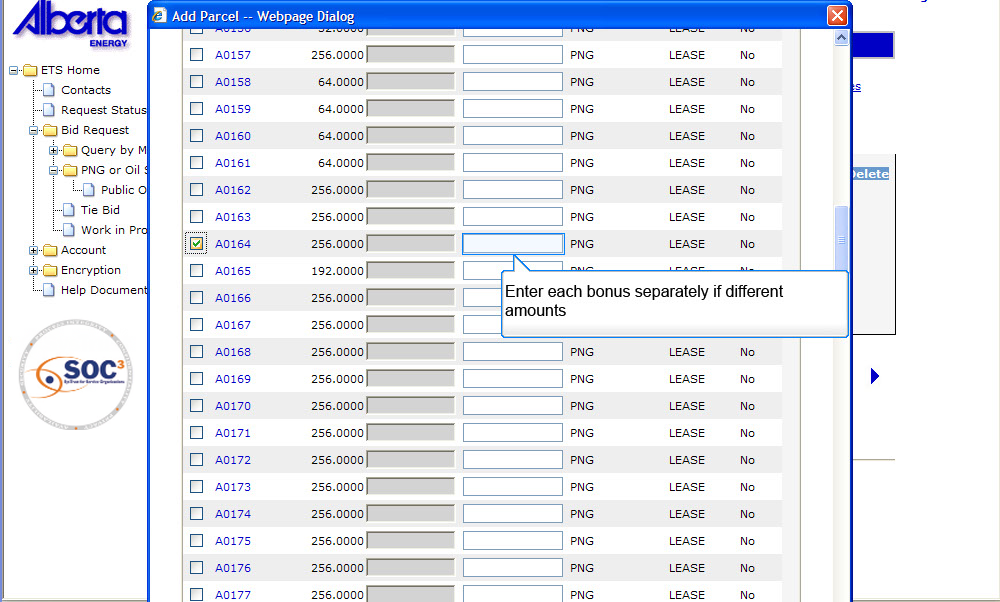 Alberta
ENERGY
ETS Home
Contacts
Request Status
Bid Request
Query by M
PNG or Oil S
Public O
Tie Bid
Work in Pro
Account
Encryption
Help Document
SOC3
Add Parcel -- Webpage Dialog
A0157 256.0000 PNG LEASE No
A0158 64.0000 PNG LEASE No
A0159 64.0000 PNG LEASE No
A0160 64.0000 PNG LEASE No
A0161 64.0000 PNG LEASE No
A0162 256.0000 PNG LEASE No
A0163 256.0000 PNG LEASE No
A0164 256.0000 PNG LEASE No
A0165 192.0000 PNG LEASE No
A0166 256.0000
A0167 256.0000
Enter each bonus separately if different
amounts
A0168 256.0000 PNG LEASE No
A0169 256.0000 PNG LEASE No
A0170 256.0000 PNG LEASE No
A0171 256.0000 PNG LEASE No
A0172 256.0000 PNG LEASE No
A0173 256.0000 PNG LEASE No
A0174 256.0000 PNG LEASE No
A0175 256.0000 PNG LEASE No
A0176 256.0000 PNG LEASE No
A0177 256.0000 PNG LEASE No
es
Delete